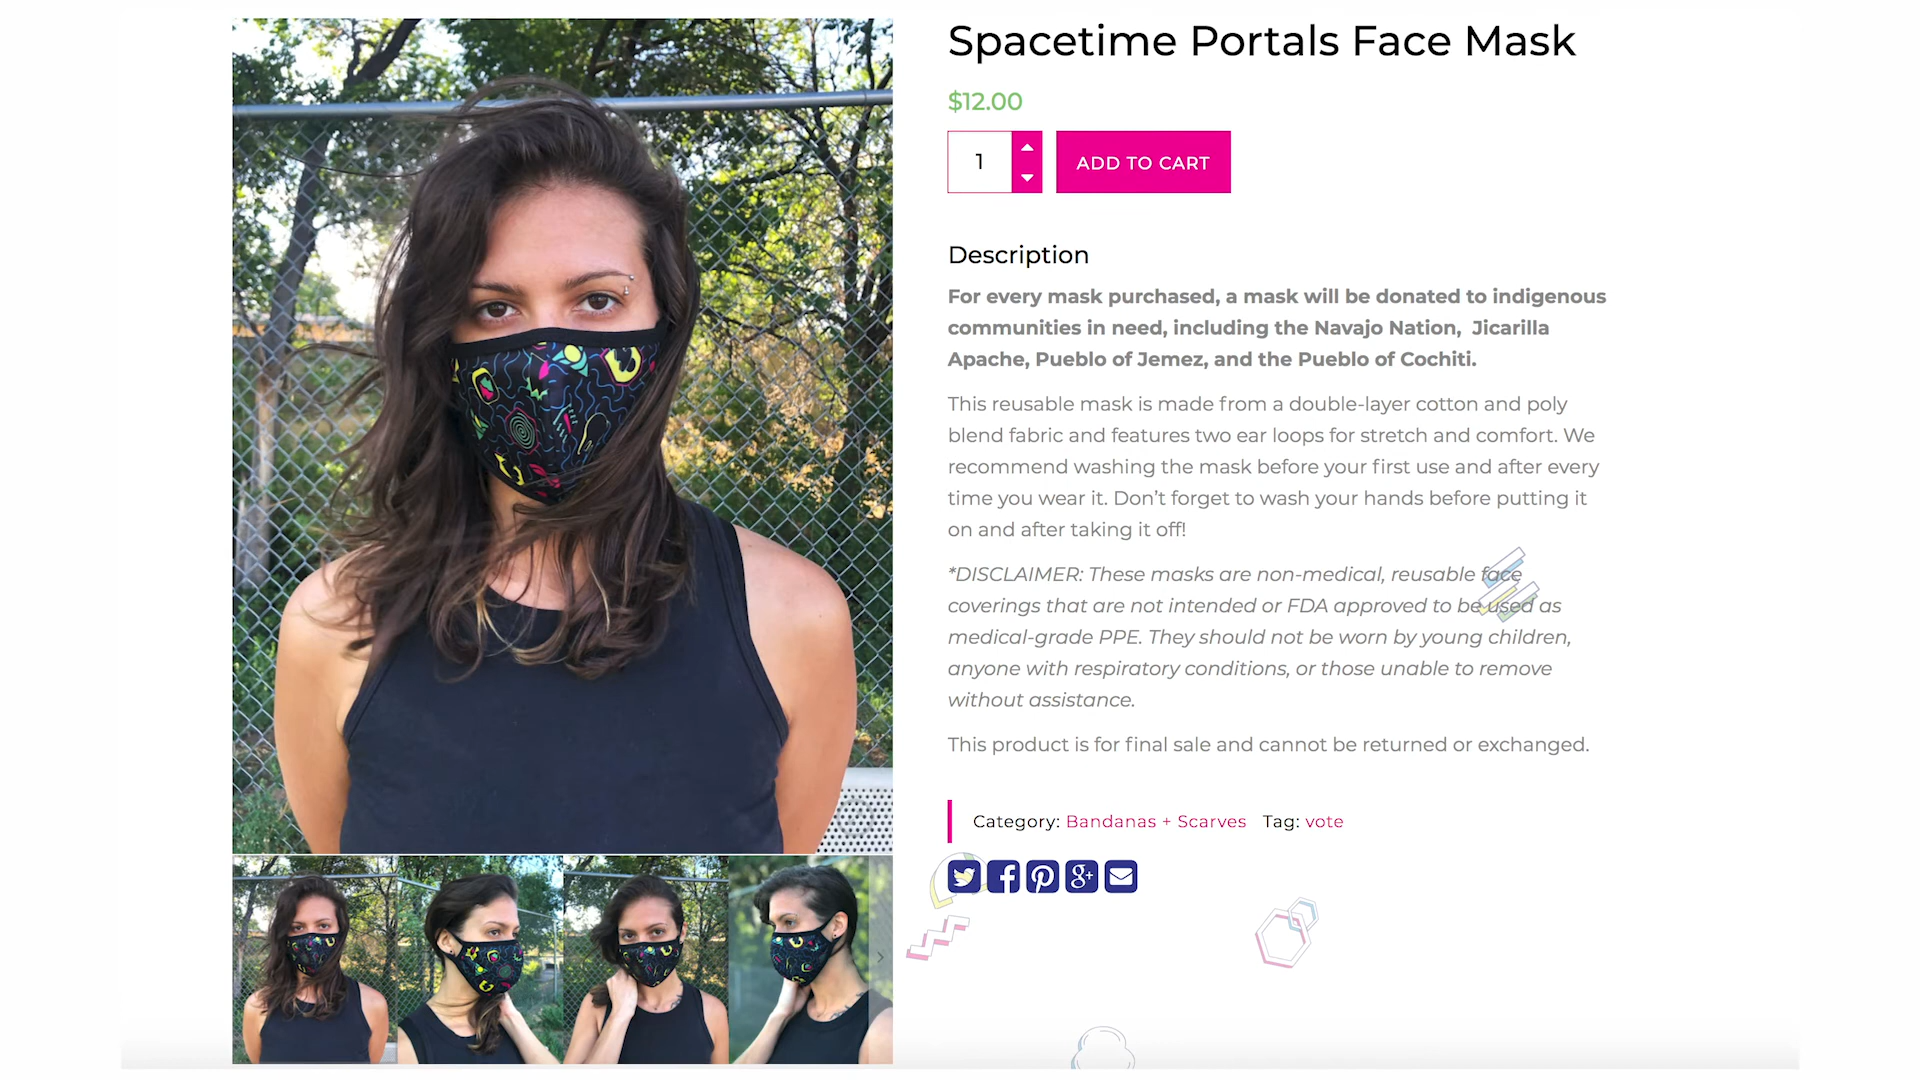 Spacetime Portals Face Mask
$12.00
1
ADD TO CART
Description
For every mask purchased, a mask will be donated to indigenous
communities in need, including the Navajo Nation,  Jicarilla
Apache, Pueblo of Jemez, and the Pueblo of Cochiti.
This reusable mask is made from a double-layer cotton and poly
blend fabric and features two ear loops for stretch and comfort. We
recommend washing the mask before your first use and after every
time you wear it. Don’t forget to wash your hands before putting it
on and after taking it off!
*DISCLAIMER: These masks are non-medical, reusable face
coverings that are not intended or FDA approved to be used as
medical-grade PPE. They should not be worn by young children,
anyone with respiratory conditions, or those unable to remove
without assistance.
This product is for final sale and cannot be returned or exchanged.
Category: Bandanas + Scarves   Tag: vote